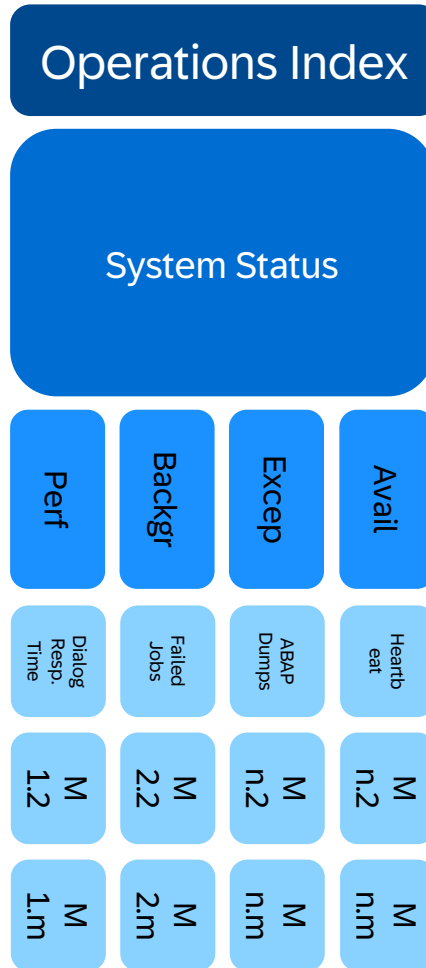 Operations Index
System Status
Perf
Backgr
Excep
Avail
Dialog
Resp.
Time
Failed
Jobs
ABAP
Dumps
Heartb
eat
M
1.2
M
2.2
M
n.2
M
n.2
M
1.m
M
2.m
M
n.m
M
n.m